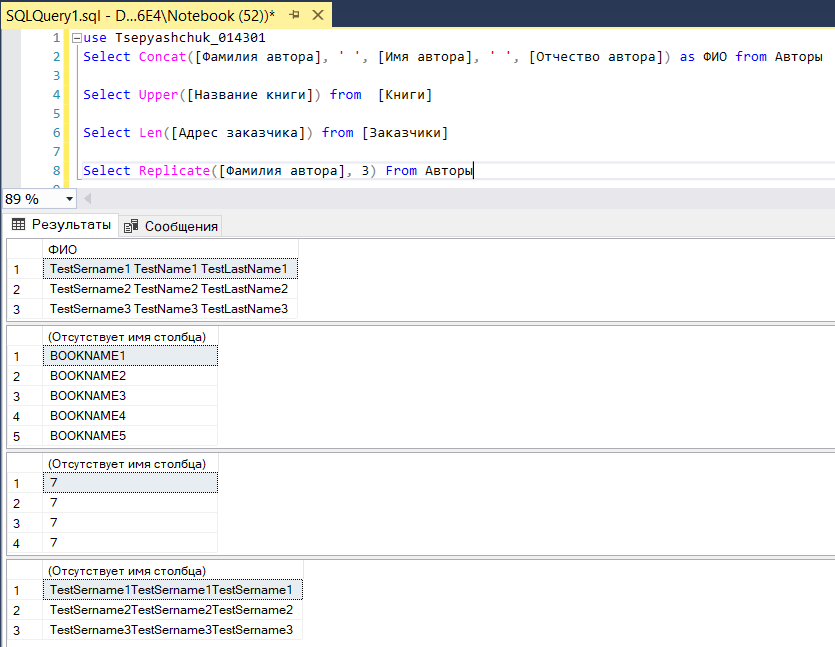 SQLQuery1.sql - D...6E4\Notebook (52))*
1 use Tsepyashchuk_014301
2 Select Concat([Фамилия автора], ' ', [Имя автора], ' ', [Отчество автора]) as ФИО from Авторы
3
4 Select Upper([Название книги]) from  [Книги]
5
6 Select Len([Адрес заказчика]) from [Заказчики]
7
8 Select Replicate([Фамилия автора], 3) From Авторы
9
89 %
Результаты Сообщения
ФИО
1 TestSername1 TestName1 TestLastName1
2 TestSername2 TestName2 TestLastName2
3 TestSername3 TestName3 TestLastName3
(Отсутствует имя столбца)
1 BOOKNAME1
2 BOOKNAME2
3 BOOKNAME3
4 BOOKNAME4
5 BOOKNAME5
(Отсутствует имя столбца)
1 7
2 7
3 7
4 7
(Отсутствует имя столбца)
1 TestSername1TestSername1TestSername1
2 TestSername2TestSername2TestSername2
3 TestSername3TestSername3TestSername3